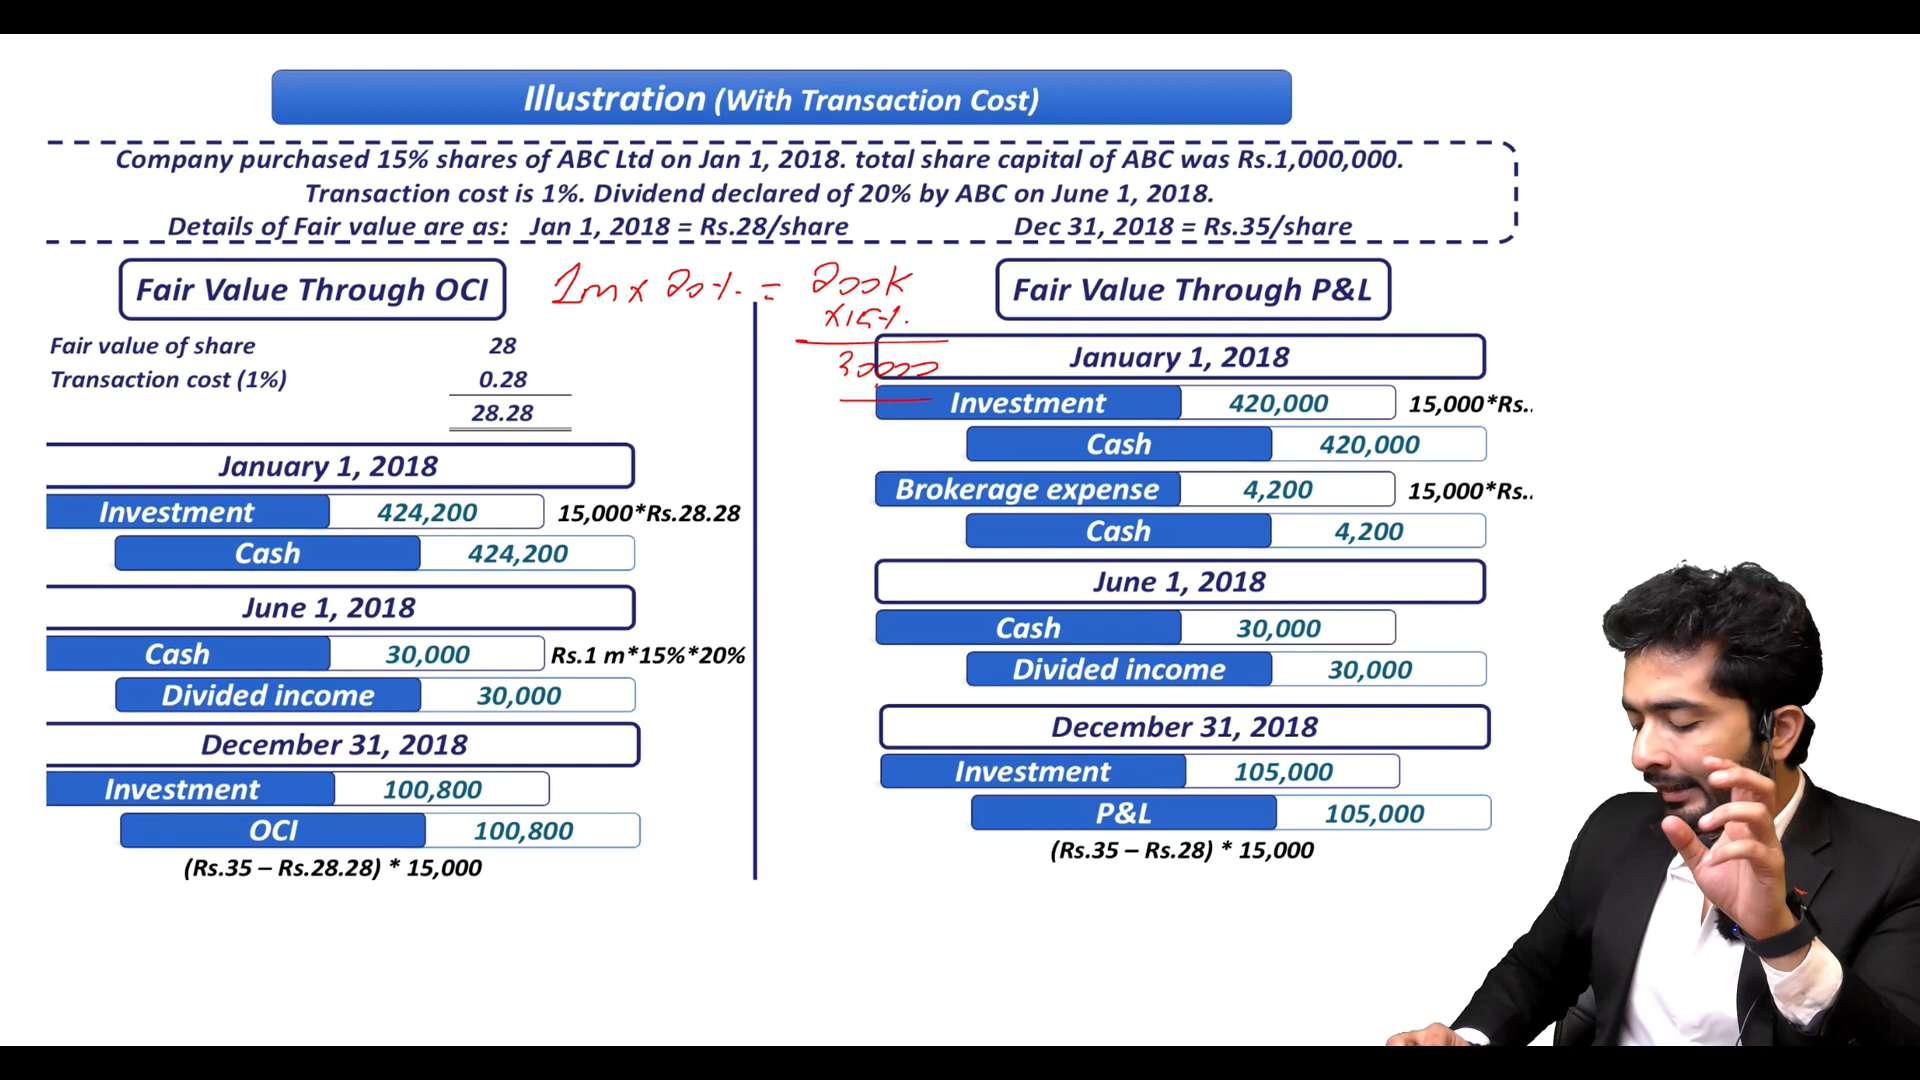 Illustration (With Transaction Cost)
Company purchased 15% shares of ABC Ltd on Jan 1, 2018. total share capital of ABC was Rs.1,000,000.
Transaction cost is 1%. Dividend declared of 20% by ABC on June 1, 2018.
Details of Fair value are as: Jan 1, 2018 = Rs.28/share Dec 31, 2018 = Rs.35/share
1m x 20% = 200K
x15%
30000
Fair Value Through OCI
Fair value of share 28
Transaction cost (1%) 0.28
28.28
January 1, 2018
Investment 424,200 15,000*Rs.28.28
Cash 424,200
June 1, 2018
Cash 30,000 Rs.1 m*15%*20%
Divided income 30,000
December 31, 2018
Investment 100,800
OCI 100,800
(Rs.35 – Rs.28.28) * 15,000
Fair Value Through P&L
January 1, 2018
Investment 420,000 15,000*Rs.
Cash 420,000
Brokerage expense 4,200 15,000*Rs.
Cash 4,200
June 1, 2018
Cash 30,000
Divided income 30,000
December 31, 2018
Investment 105,000
P&L 105,000
(Rs.35 – Rs.28) * 15,000